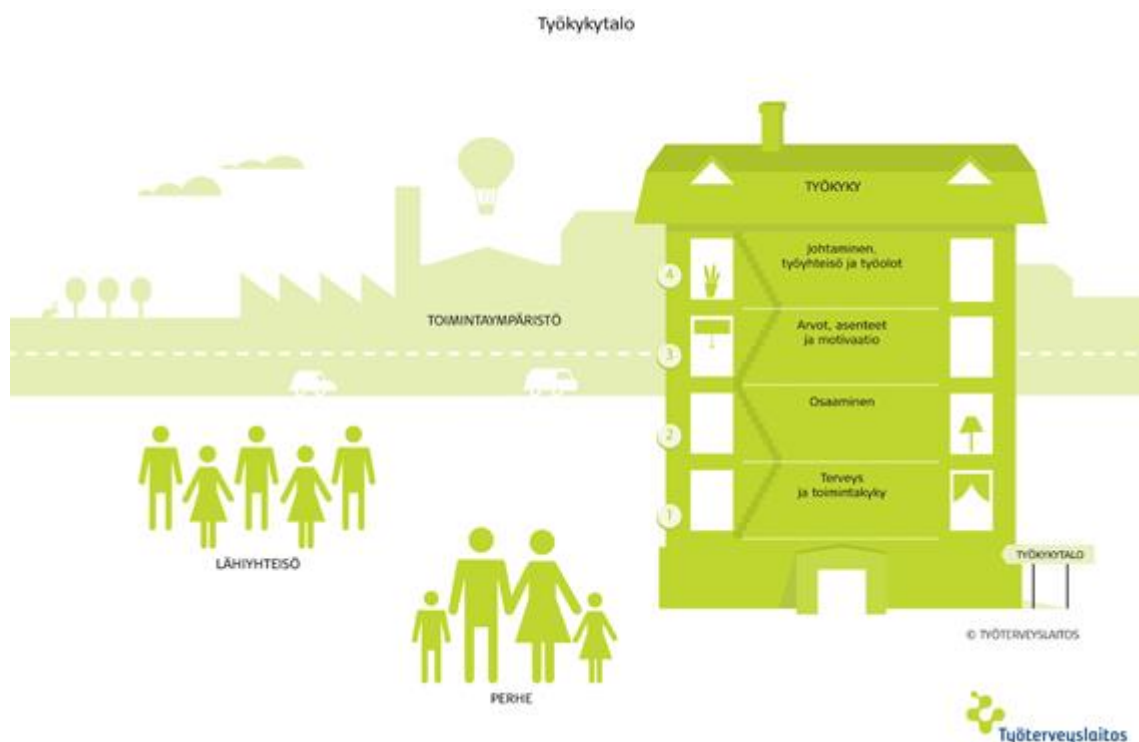 Työkykytalo
TYÖKYKY
4
Johtaminen,
työyhteisö ja työolot
3
Arvot, asenteet
ja motivaatio
2
Osaaminen
1
Terveys
ja toimintakyky
TOIMINTAYMPÄRISTÖ
LÄHIYHTEISÖ
PERHE
TYÖKYKYTALO
© TYÖTERVEYSLAITOS
Työterveyslaitos